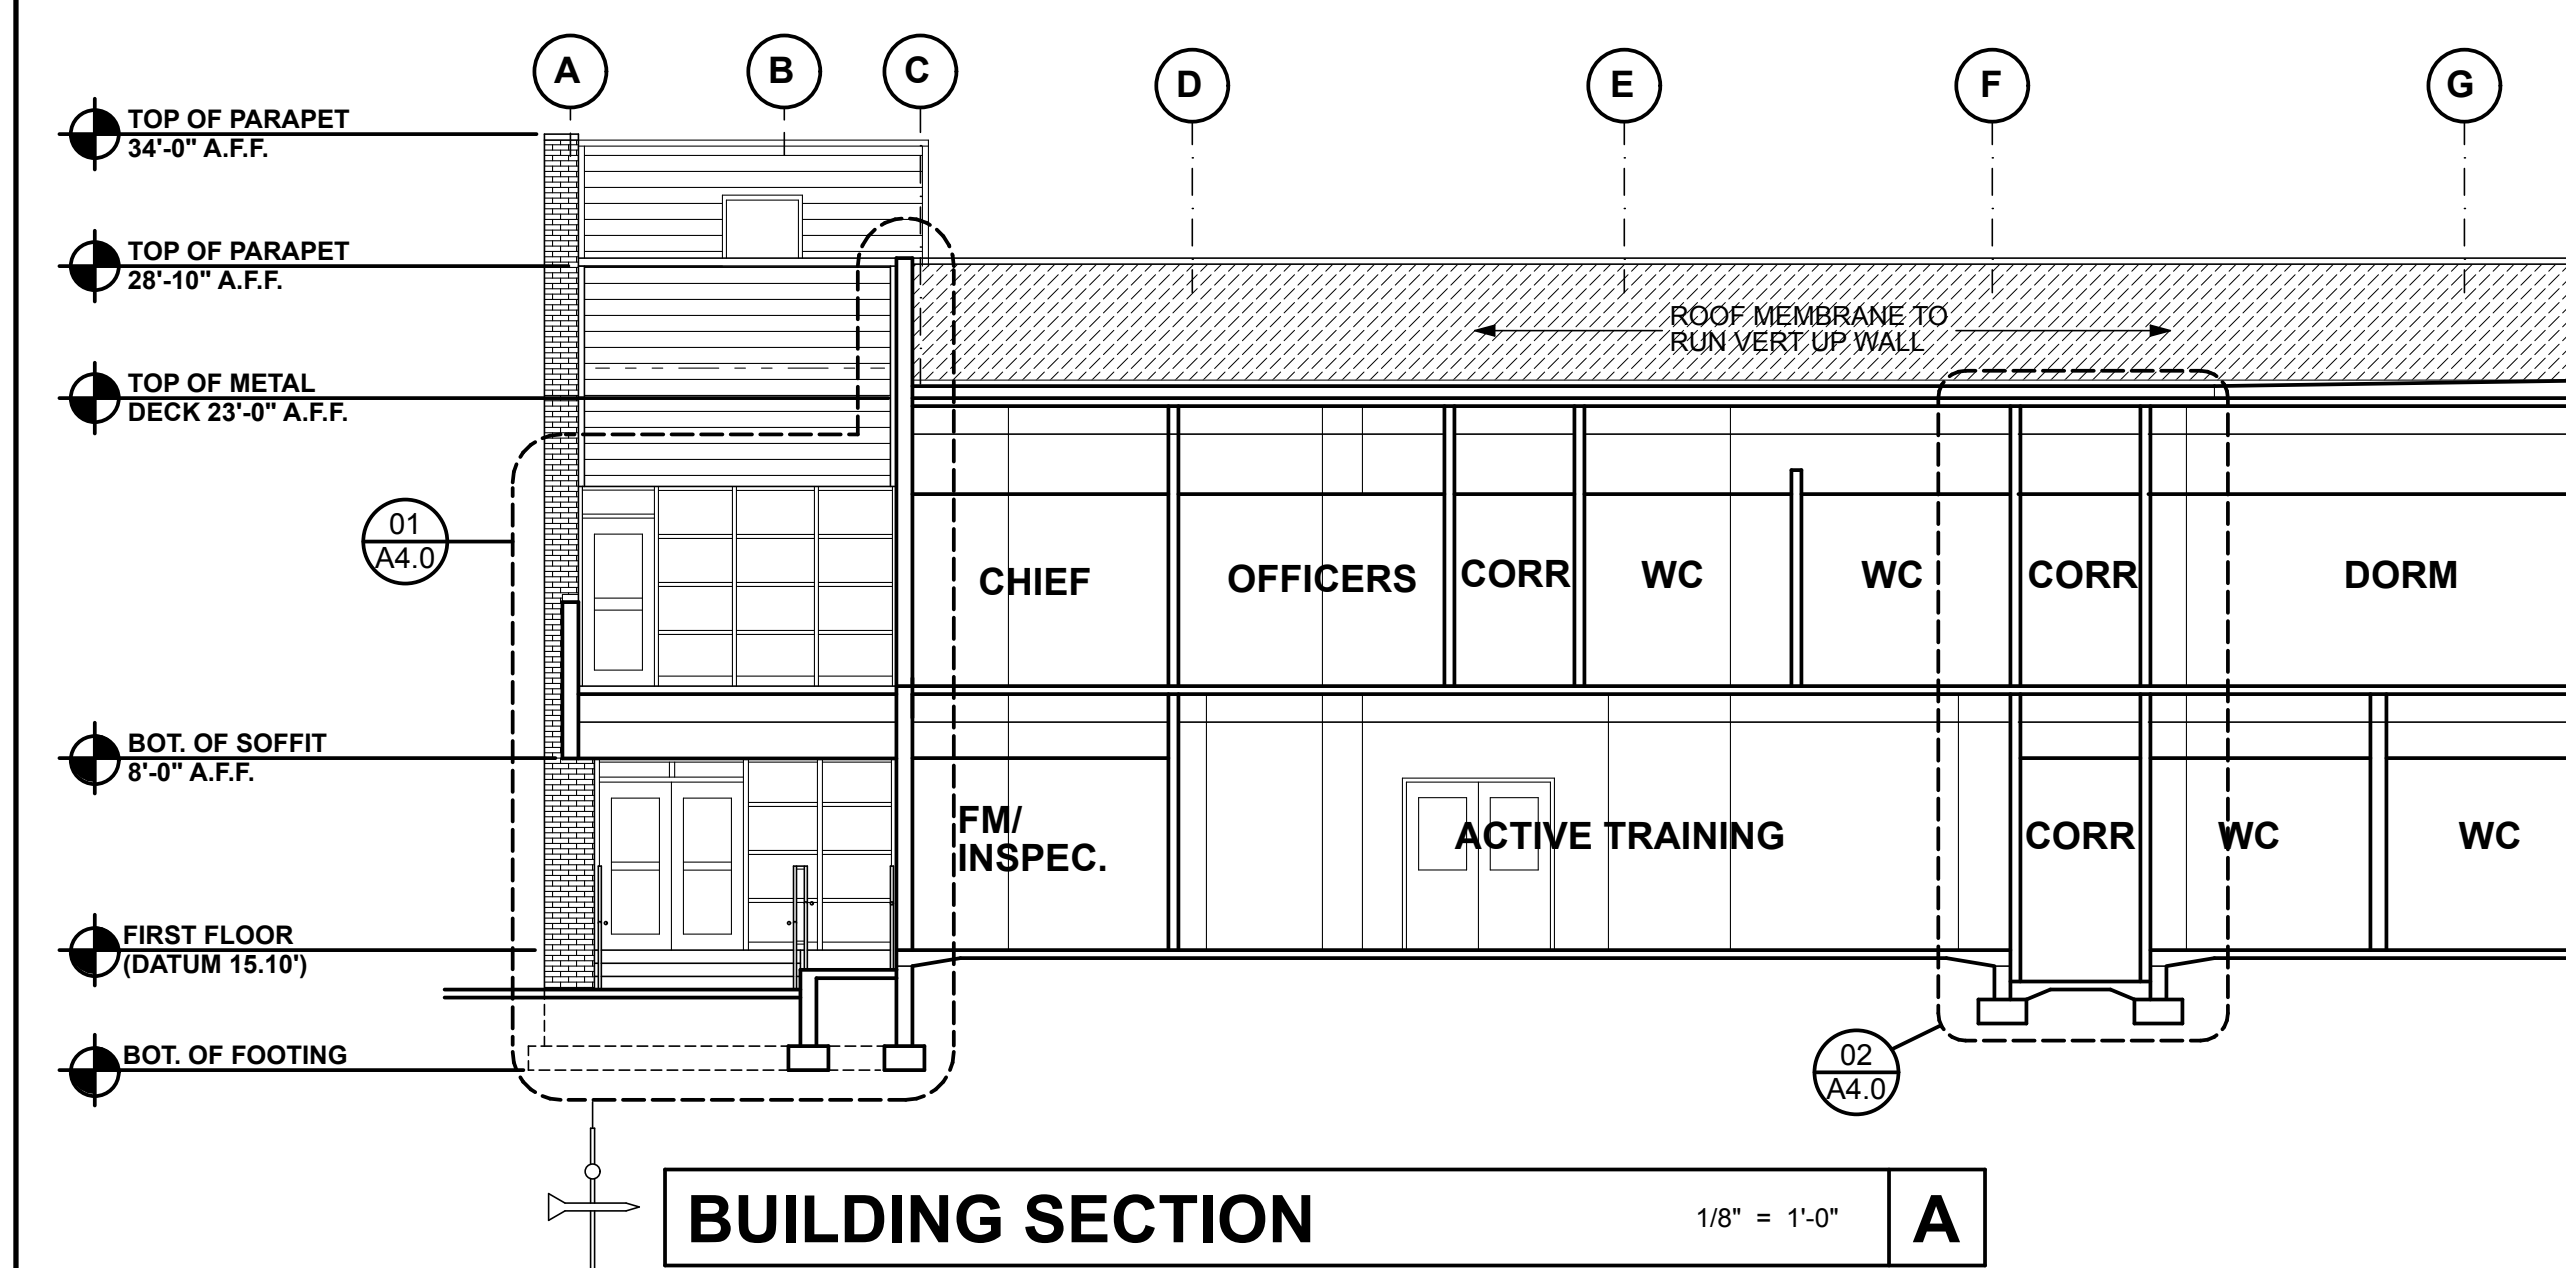 A
B
C
D
E
F
G
TOP OF PARAPET
34'-0" A.F.F.
TOP OF PARAPET
28'-10" A.F.F.
ROOF MEMBRANE TO
RUN VERT UP WALL
TOP OF METAL
DECK 23'-0" A.F.F.
01
A4.0
CHIEF
OFFICERS
CORR
WC
WC
CORR
DORM
BOT. OF SOFFIT
8'-0" A.F.F.
FM/
INSPEC.
ACTIVE TRAINING
CORR
WC
WC
FIRST FLOOR
(DATUM 15.10')
BOT. OF FOOTING
02
A4.0
BUILDING SECTION
1/8" = 1'-0"
A